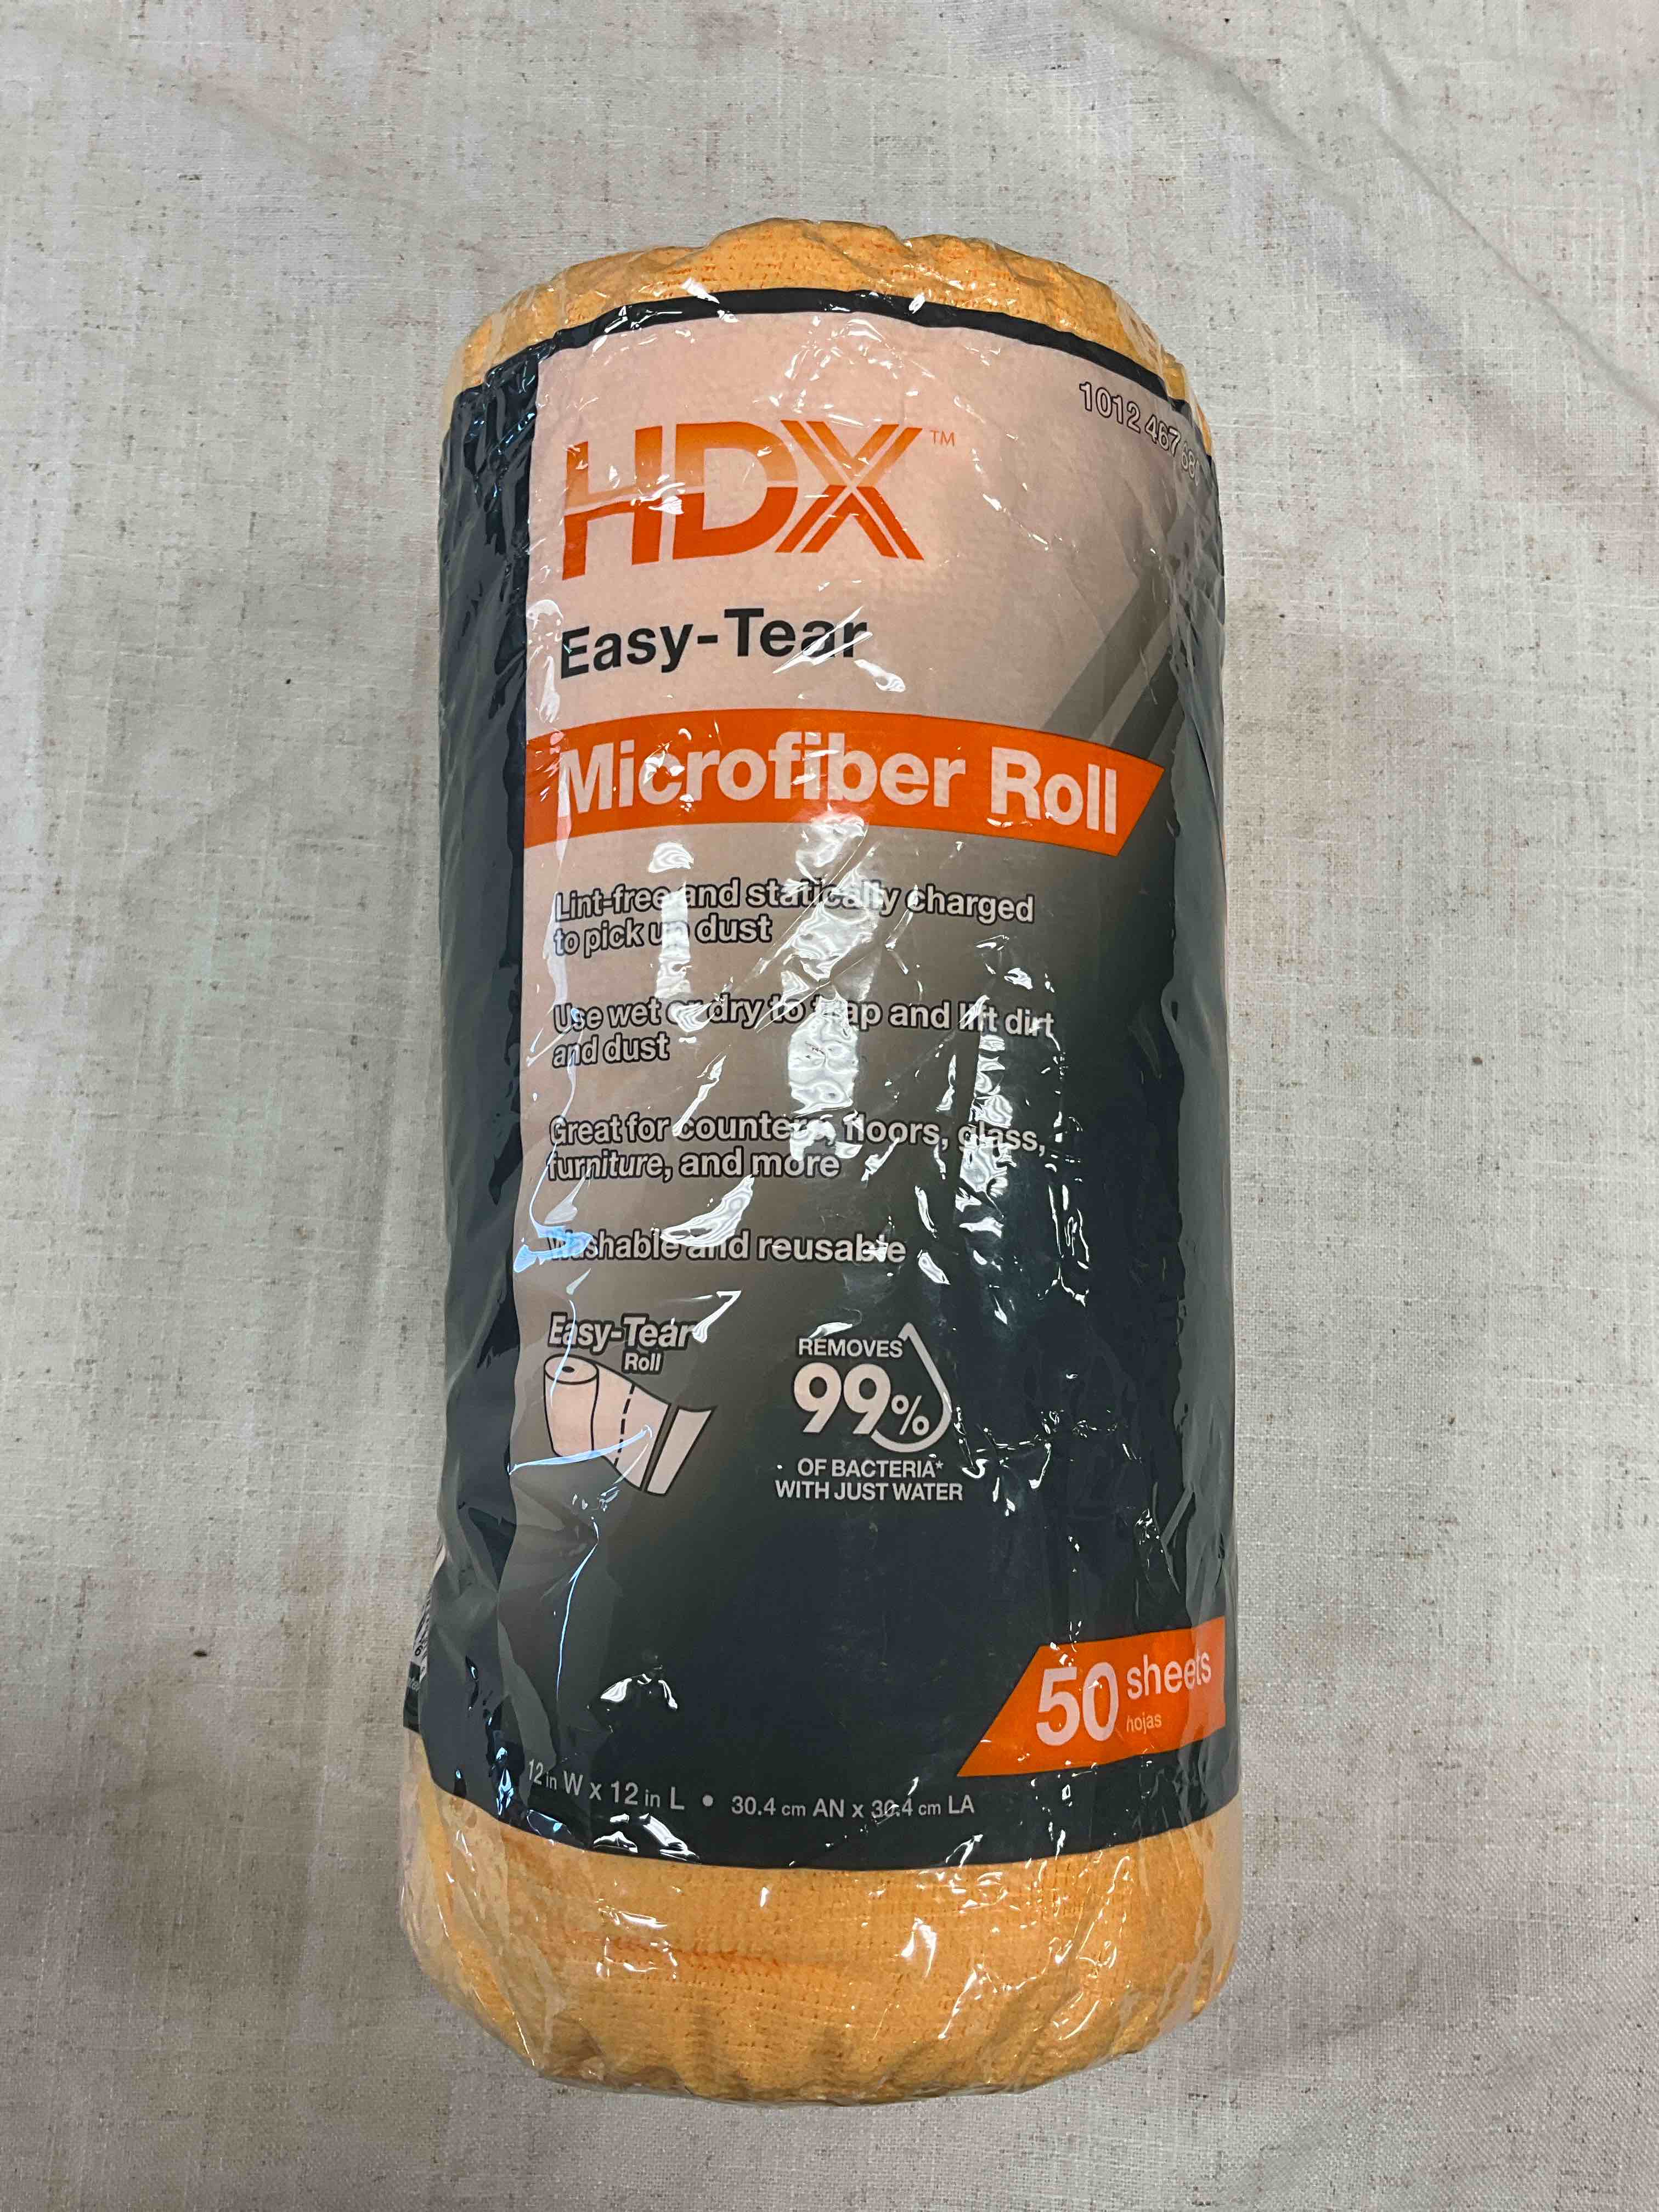 1012 467 68
HDX™
Easy-Tear
Microfiber Roll
Lint-free and statically charged
to pick up dust
Use wet or dry to trap and lift dirt
and dust
Great for counters, floors, glass,
furniture, and more
Washable and reusable
Easy-Tear
Roll
REMOVES
99%
OF BACTERIA*
WITH JUST WATER
50 sheets
hojas
12 in W x 12 in L • 30.4 cm AN x 30.4 cm LA